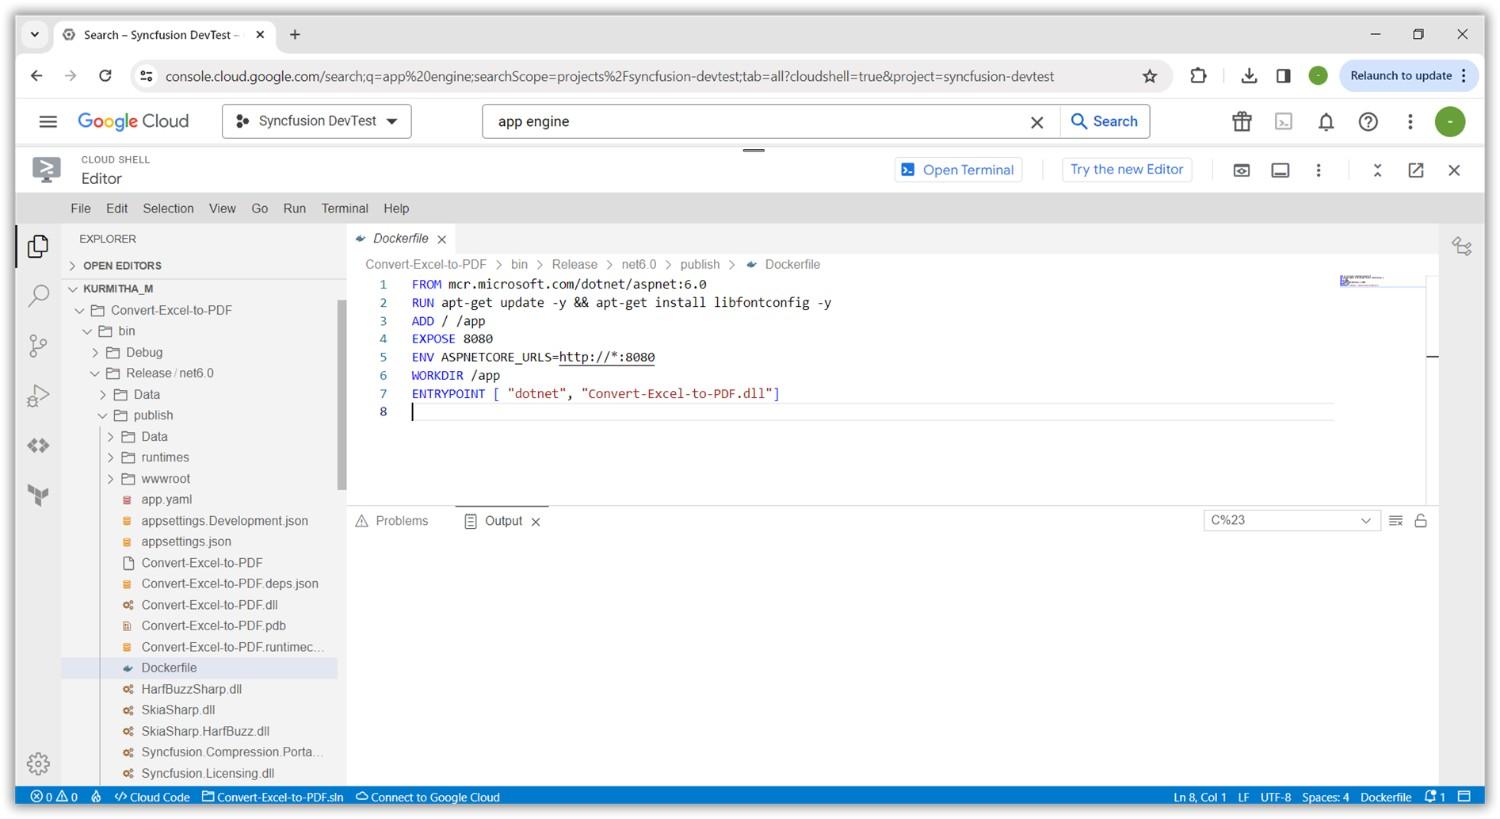 Search – Syncfusion DevTest –
console.cloud.google.com/search;q=app%20engine;searchScope=projects%2Fsyncfusion-devtest;tab=all?cloudshell=true&project=syncfusion-devtest
Relaunch to update
Google Cloud
Syncfusion DevTest
app engine
Search
CLOUD SHELL
Editor
Open Terminal
Try the new Editor
File Edit Selection View Go Run Terminal Help
EXPLORER
OPEN EDITORS
KURMITHA_M
Convert-Excel-to-PDF
bin
Debug
Release / net6.0
Data
publish
Data
runtimes
wwwroot
app.yaml
appsettings.Development.json
appsettings.json
Convert-Excel-to-PDF
Convert-Excel-to-PDF.deps.json
Convert-Excel-to-PDF.dll
Convert-Excel-to-PDF.pdb
Convert-Excel-to-PDF.runtimec...
Dockerfile
HarfBuzzSharp.dll
SkiaSharp.dll
SkiaSharp.HarfBuzz.dll
Syncfusion.Compression.Porta...
Syncfusion.Licensing.dll
Dockerfile
Convert-Excel-to-PDF > bin > Release > net6.0 > publish > Dockerfile
1 FROM mcr.microsoft.com/dotnet/aspnet:6.0
2 RUN apt-get update -y && apt-get install libfontconfig -y
3 ADD / /app
4 EXPOSE 8080
5 ENV ASPNETCORE_URLS=http://*:8080
6 WORKDIR /app
7 ENTRYPOINT [ "dotnet", "Convert-Excel-to-PDF.dll"]
8
Problems
Output
C%23
0 0 Cloud Code Convert-Excel-to-PDF.sln Connect to Google Cloud
Ln 8, Col 1 LF UTF-8 Spaces: 4 Dockerfile 1